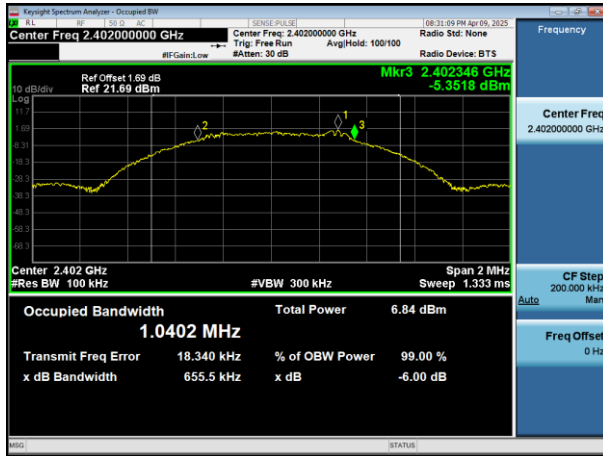 Keysight Spectrum Analyzer - Occupied BW
RL RF 50 Ω AC SENSE:PULSE 08:31:09 PM Apr 09, 2025
Center Freq 2.402000000 GHz
Center Freq: 2.402000000 GHz
Radio Std: None
Trig: Free Run
Avg|Hold: 100/100
#IFGain:Low
#Atten: 30 dB
Radio Device: BTS
Frequency
Ref Offset 1.69 dB
Mkr3 2.402346 GHz
10 dB/div
Ref 21.69 dBm
-5.3518 dBm
Log
11.7
1.69
-8.31
-18.3
-28.3
-38.3
-48.3
-58.3
-68.3
2
1
3
Center Freq
2.402000000 GHz
Center 2.402 GHz
Span 2 MHz
#Res BW 100 kHz
#VBW 300 kHz
Sweep 1.333 ms
CF Step
200.000 kHz
Auto Man
Occupied Bandwidth
Total Power 6.84 dBm
1.0402 MHz
Transmit Freq Error 18.340 kHz
% of OBW Power 99.00 %
x dB Bandwidth 655.5 kHz
x dB -6.00 dB
Freq Offset
0 Hz
MSG
STATUS